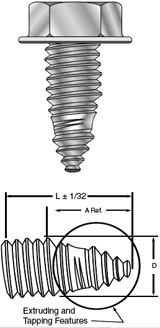 L ± 1/32
A Ref.
D
Extruding and
Tapping Features